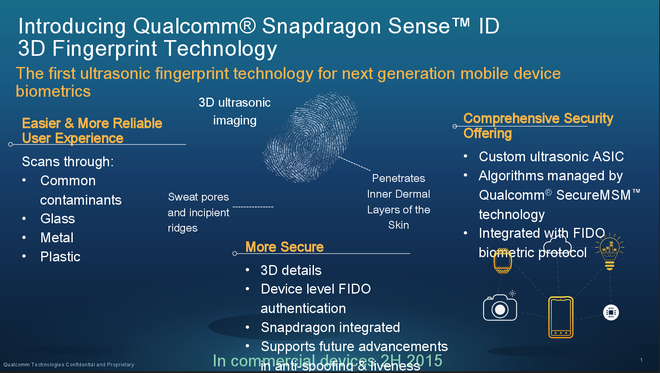 Introducing Qualcomm® Snapdragon Sense™ ID
3D Fingerprint Technology
The first ultrasonic fingerprint technology for next generation mobile device
biometrics
Easier & More Reliable
User Experience
Scans through:
• Common
contaminants
• Glass
• Metal
• Plastic
3D ultrasonic
imaging
Sweat pores
and incipient
ridges
Penetrates
Inner Dermal
Layers of the
Skin
More Secure
• 3D details
• Device level FIDO
authentication
• Snapdragon integrated
• Supports future advancements
in anti-spoofing & liveness
Comprehensive Security
Offering
• Custom ultrasonic ASIC
• Algorithms managed by
Qualcomm® SecureMSM™
technology
• Integrated with FIDO
biometric protocol
In commercial devices 2H 2015
Qualcomm Technologies Confidential and Proprietary
1